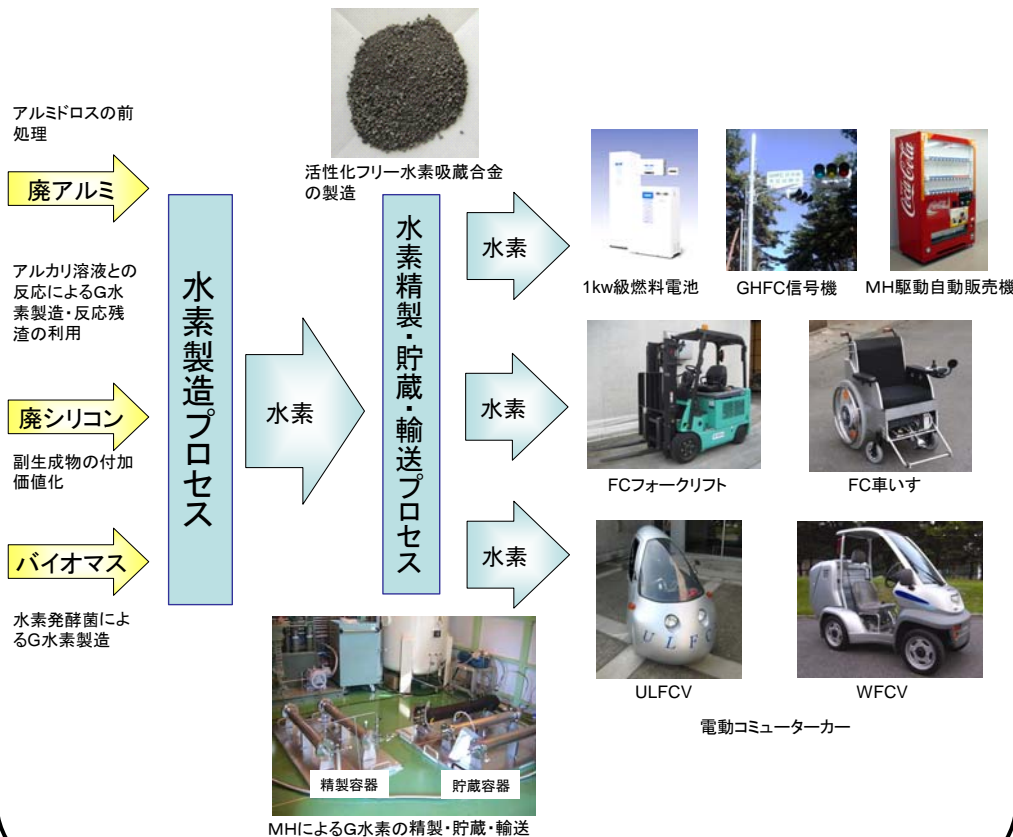 アルミドロスの前
処理
廃アルミ
アルカリ溶液との
反応によるG水
素製造・反応残
渣の利用
廃シリコン
副生成物の付加
価値化
バイオマス
水素発酵菌によ
るG水素製造
水素製造プロセス
水素
活性化フリー水素吸蔵合金
の製造
水素精製・貯蔵・輸送プロセス
精製容器
貯蔵容器
MHによるG水素の精製・貯蔵・輸送
水素
水素
水素
1kw級燃料電池
GHFC信号機
Coca-Cola
MH駆動自動販売機
FCフォークリフト
FC車いす
ULFC
ULFCV
WFCV
電動コミューターカー